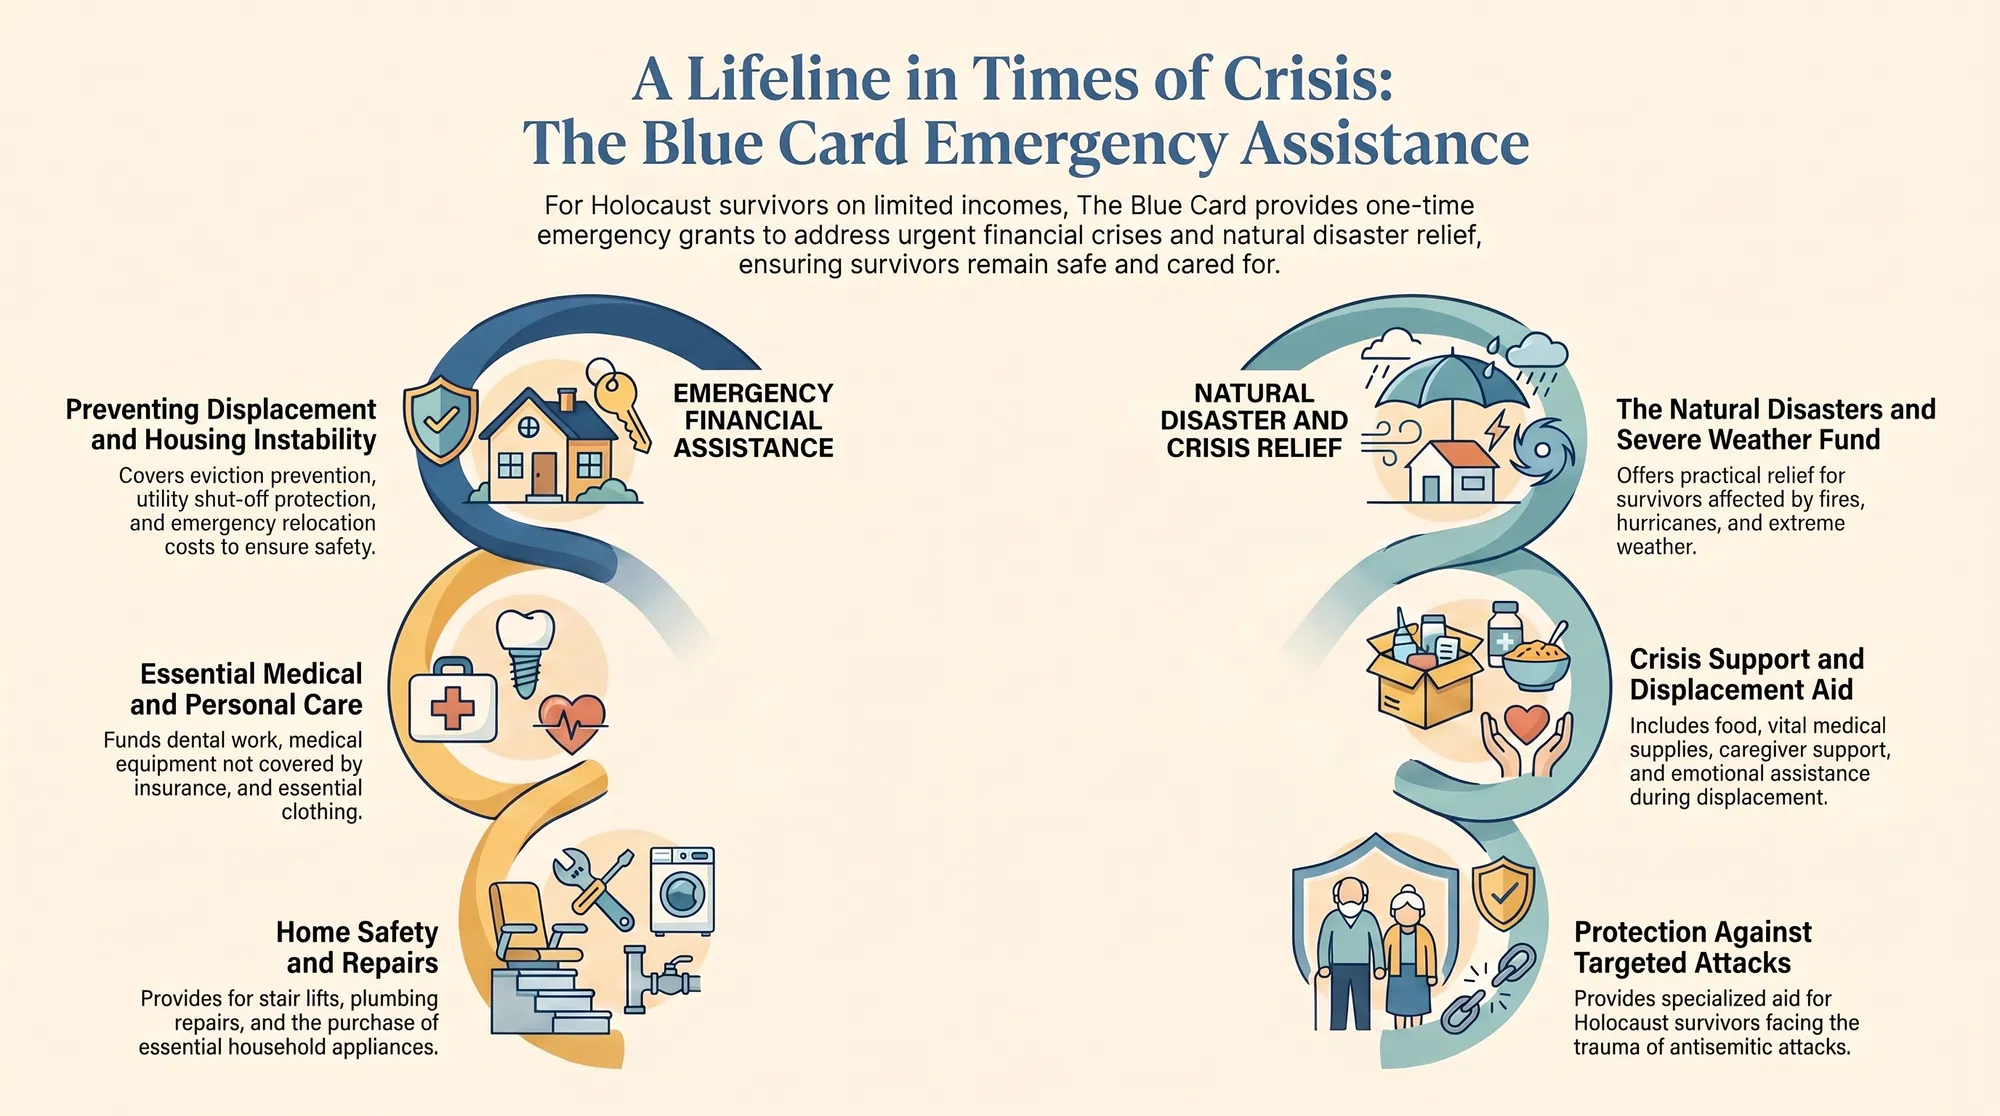 A Lifeline in Times of Crisis:
The Blue Card Emergency Assistance
For Holocaust survivors on limited incomes, The Blue Card provides one-time
emergency grants to address urgent financial crises and natural disaster relief,
ensuring survivors remain safe and cared for.
EMERGENCY
FINANCIAL
ASSISTANCE
Preventing Displacement
and Housing Instability
Covers eviction prevention,
utility shut-off protection,
and emergency relocation
costs to ensure safety.
Essential Medical
and Personal Care
Funds dental work, medical
equipment not covered by
insurance, and essential
clothing.
Home Safety
and Repairs
Provides for stair lifts, plumbing
repairs, and the purchase of
essential household appliances.
NATURAL
DISASTER AND
CRISIS RELIEF
The Natural Disasters and
Severe Weather Fund
Offers practical relief for
survivors affected by fires,
hurricanes, and extreme
weather.
Crisis Support and
Displacement Aid
Includes food, vital medical
supplies, caregiver support,
and emotional assistance
during displacement.
Protection Against
Targeted Attacks
Provides specialized aid for
Holocaust survivors facing the
trauma of antisemitic attacks.